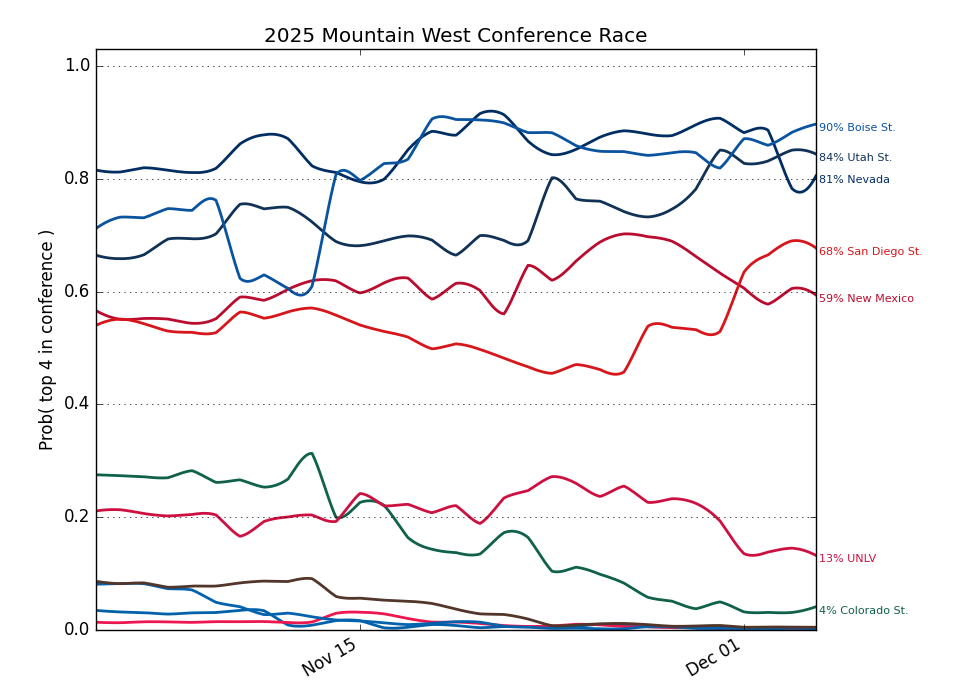 2025 Mountain West Conference Race
Prob( top 4 in conference )
1.0
0.8
0.6
0.4
0.2
0.0
Nov 15
Dec 01
90% Boise St.
84% Utah St.
81% Nevada
68% San Diego St.
59% New Mexico
13% UNLV
4% Colorado St.